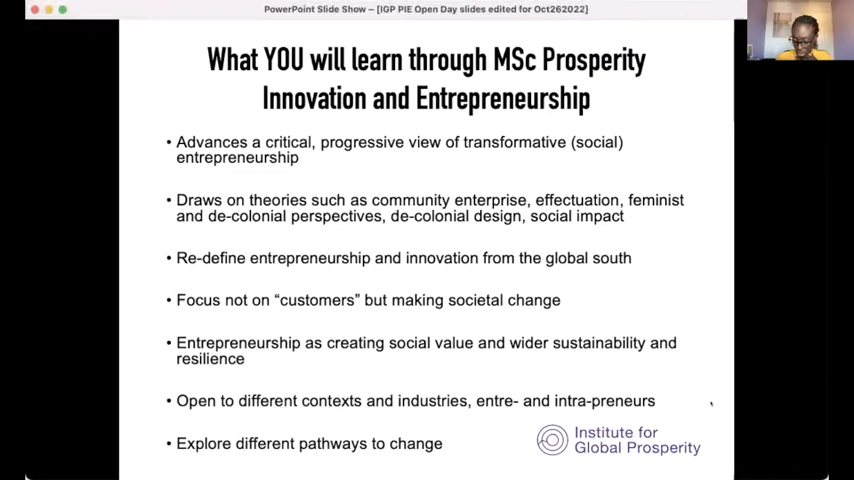 PowerPoint Slide Show – [IGP PIE Open Day slides edited for Oct262022]
What YOU will learn through MSc Prosperity
Innovation and Entrepreneurship
• Advances a critical, progressive view of transformative (social)
entrepreneurship
• Draws on theories such as community enterprise, effectuation, feminist
and de-colonial perspectives, de-colonial design, social impact
• Re-define entrepreneurship and innovation from the global south
• Focus not on “customers” but making societal change
• Entrepreneurship as creating social value and wider sustainability and
resilience
• Open to different contexts and industries, entre- and intra-preneurs
• Explore different pathways to change
Institute for
Global Prosperity